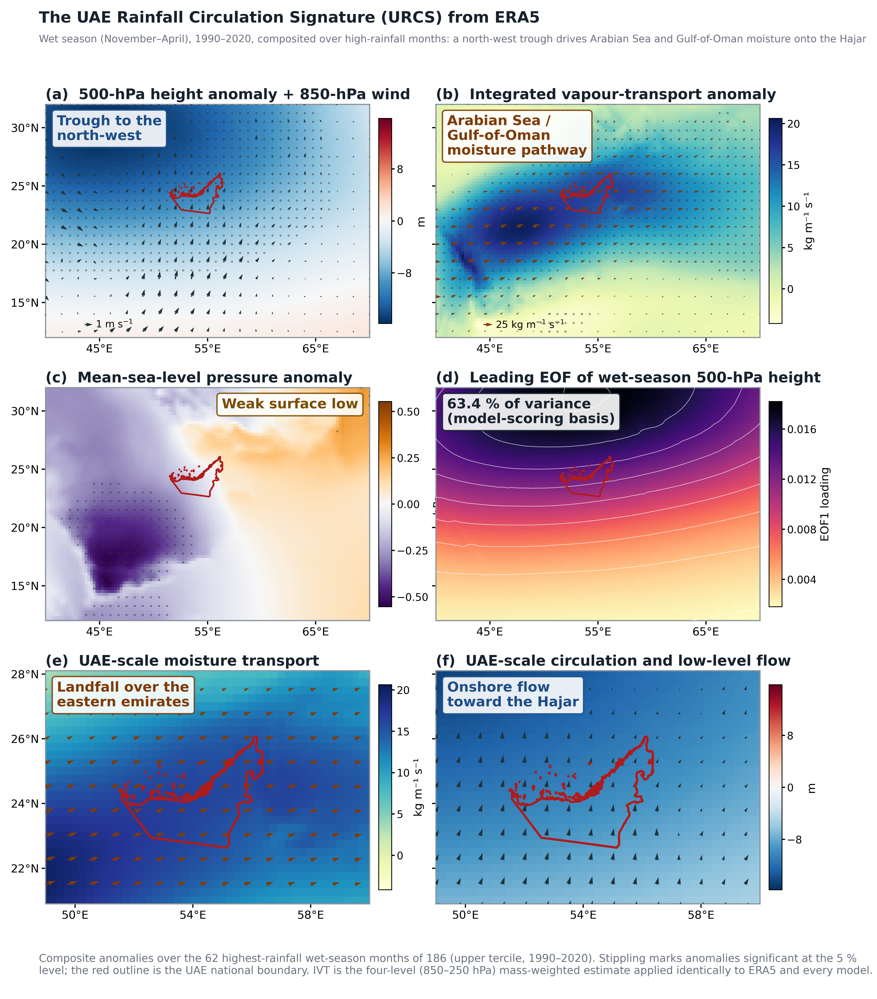 The UAE Rainfall Circulation Signature (URCS) from ERA5
Wet season (November–April), 1990–2020, composited over high-rainfall months: a north-west trough drives Arabian Sea and Gulf-of-Oman moisture onto the Hajar
(a) 500-hPa height anomaly + 850-hPa wind
Trough to the
north-west
30°N
25°N
20°N
15°N
1 m s⁻¹
45°E 55°E 65°E
8
0
−8
m
(b) Integrated vapour-transport anomaly
Arabian Sea /
Gulf-of-Oman
moisture pathway
25 kg m⁻¹ s⁻¹
45°E 55°E 65°E
20
15
10
5
0
kg m⁻¹ s⁻¹
(c) Mean-sea-level pressure anomaly
Weak surface low
30°N
25°N
20°N
15°N
45°E 55°E 65°E
0.50
0.25
0.00
−0.25
−0.50
(d) Leading EOF of wet-season 500-hPa height
63.4 % of variance
(model-scoring basis)
45°E 55°E 65°E
0.016
0.012
0.008
0.004
EOF1 loading
(e) UAE-scale moisture transport
Landfall over the
eastern emirates
28°N
26°N
24°N
22°N
50°E 54°E 58°E
20
15
10
5
0
kg m⁻¹ s⁻¹
(f) UAE-scale circulation and low-level flow
Onshore flow
toward the Hajar
50°E 54°E 58°E
8
0
−8
m
Composite anomalies over the 62 highest-rainfall wet-season months of 186 (upper tercile, 1990–2020). Stippling marks anomalies significant at the 5 %
level; the red outline is the UAE national boundary. IVT is the four-level (850–250 hPa) mass-weighted estimate applied identically to ERA5 and every model.